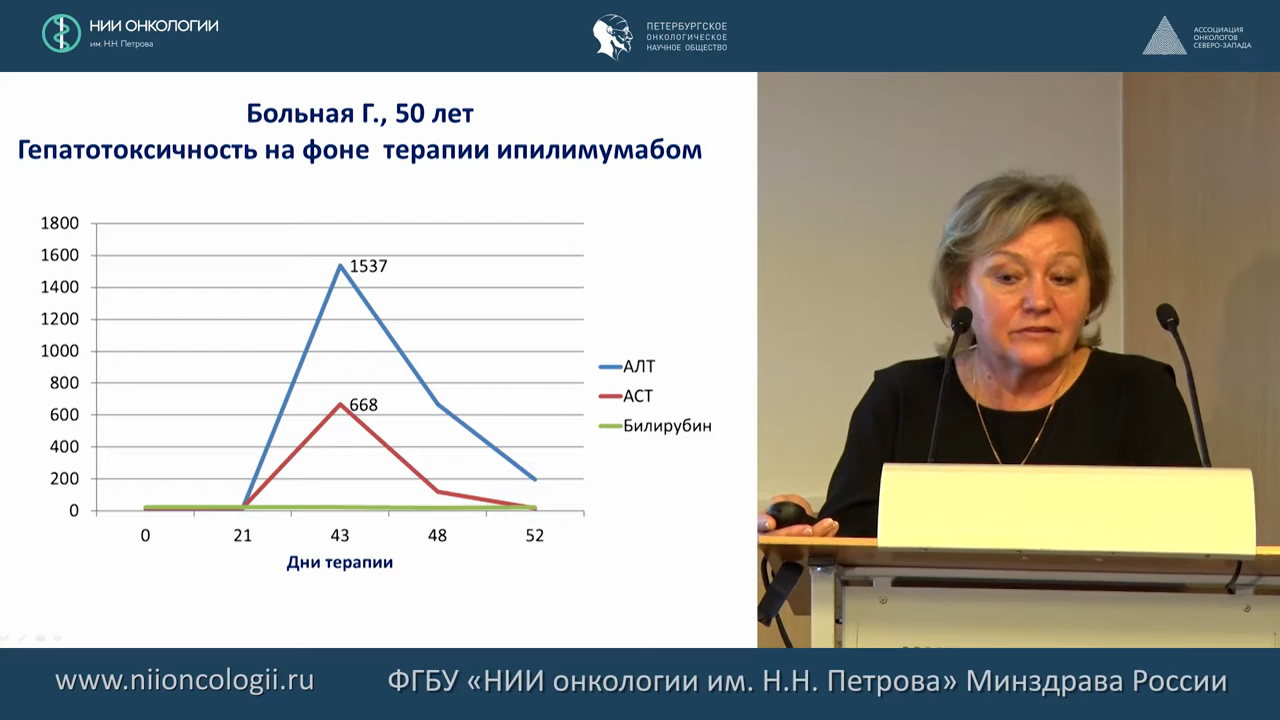 НИИ ОНКОЛОГИИ
им. Н.Н. Петрова
ПЕТЕРБУРГСКОЕ
ОНКОЛОГИЧЕСКОЕ
НАУЧНОЕ ОБЩЕСТВО
АССОЦИАЦИЯ
ОНКОЛОГОВ
СЕВЕРО-ЗАПАДА
Больная Г., 50 лет
Гепатотоксичность на фоне терапии ипилимумабом
1800
1600
1400
1200
1000
800
600
400
200
0
1537
668
0 21 43 48 52
Дни терапии
АЛТ
АСТ
Билирубин
www.niioncologii.ru
ФГБУ «НИИ онкологии им. Н.Н. Петрова» Минздрава России